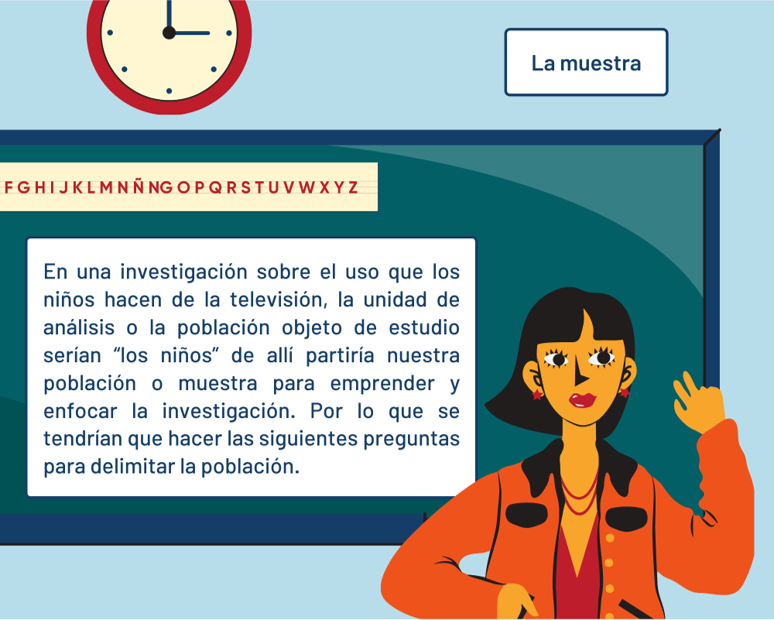 La muestra
FGHIJKLMNÑNGOPQRSTUVWXYZ
En una investigación sobre el uso que los
niños hacen de la televisión, la unidad de
análisis o la población objeto de estudio
serían “los niños” de allí partiría nuestra
población o muestra para emprender y
enfocar la investigación. Por lo que se
tendrían que hacer las siguientes preguntas
para delimitar la población.